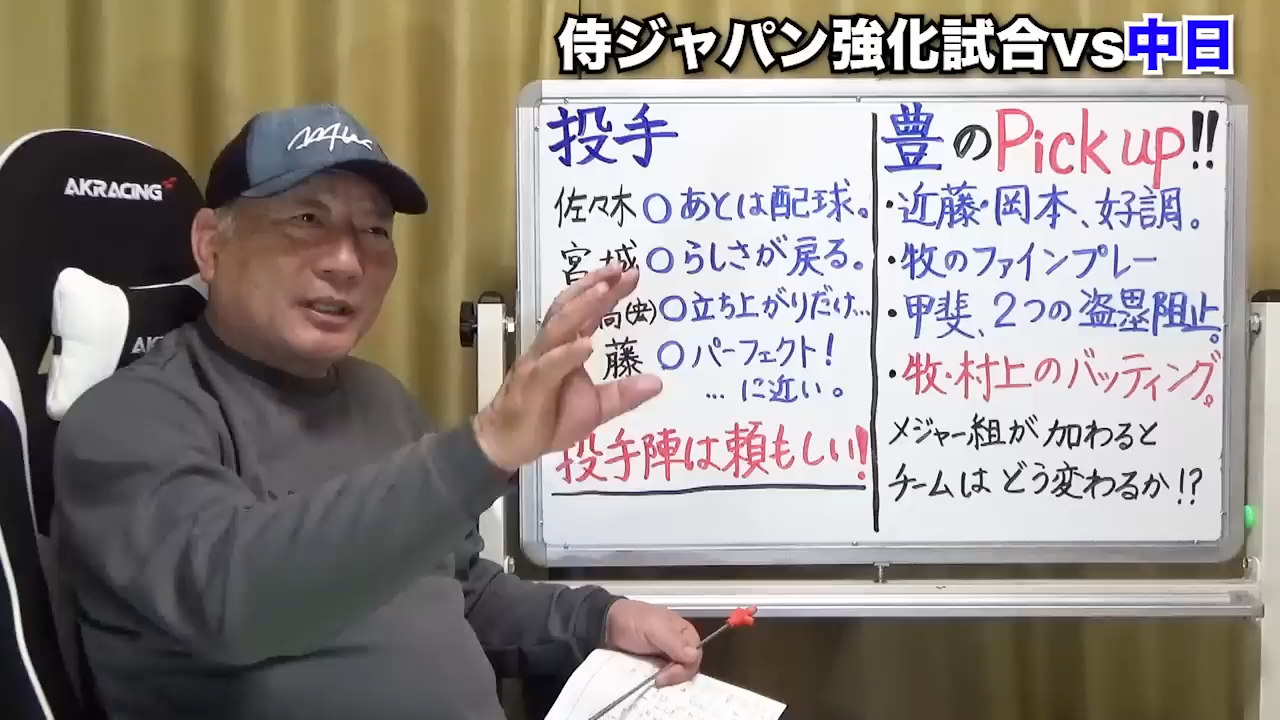 侍ジャパン強化試合vs中日
AKRACING
AK
投手
佐々木 〇 あとは配球。
宮城 〇 らしさが戻る。
高(宏) 〇 立ち上がりだけ…
藤 〇 パーフェクト!
…に近い。
投手陣は頼もしい!
豊のPick up!!
・近藤・岡本、好調。
・牧のファインプレー
・甲斐、2つの盗塁阻止。
・牧・村上のバッティング。
メジャー組が加わると
チームはどう変わるか!?